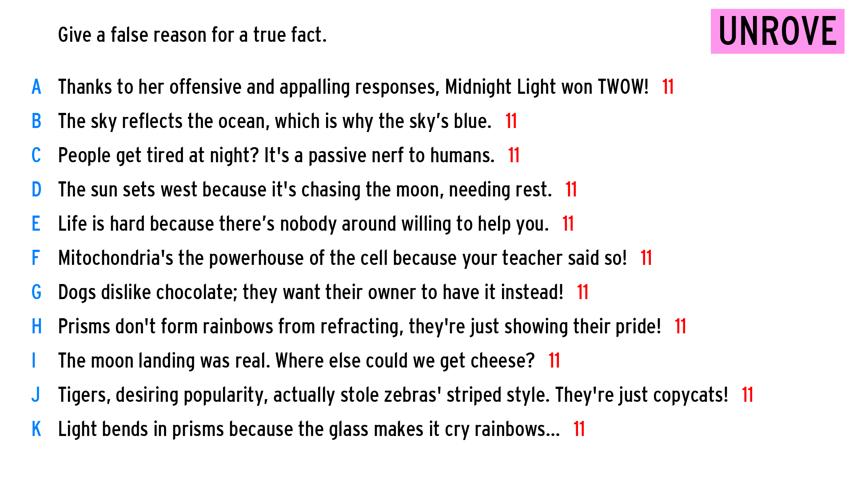 Give a false reason for a true fact.
UNROVE
A Thanks to her offensive and appalling responses, Midnight Light won TWOW! 11
B The sky reflects the ocean, which is why the sky’s blue. 11
C People get tired at night? It's a passive nerf to humans. 11
D The sun sets west because it's chasing the moon, needing rest. 11
E Life is hard because there’s nobody around willing to help you. 11
F Mitochondria's the powerhouse of the cell because your teacher said so! 11
G Dogs dislike chocolate; they want their owner to have it instead! 11
H Prisms don't form rainbows from refracting, they're just showing their pride! 11
I The moon landing was real. Where else could we get cheese? 11
J Tigers, desiring popularity, actually stole zebras' striped style. They're just copycats! 11
K Light bends in prisms because the glass makes it cry rainbows... 11